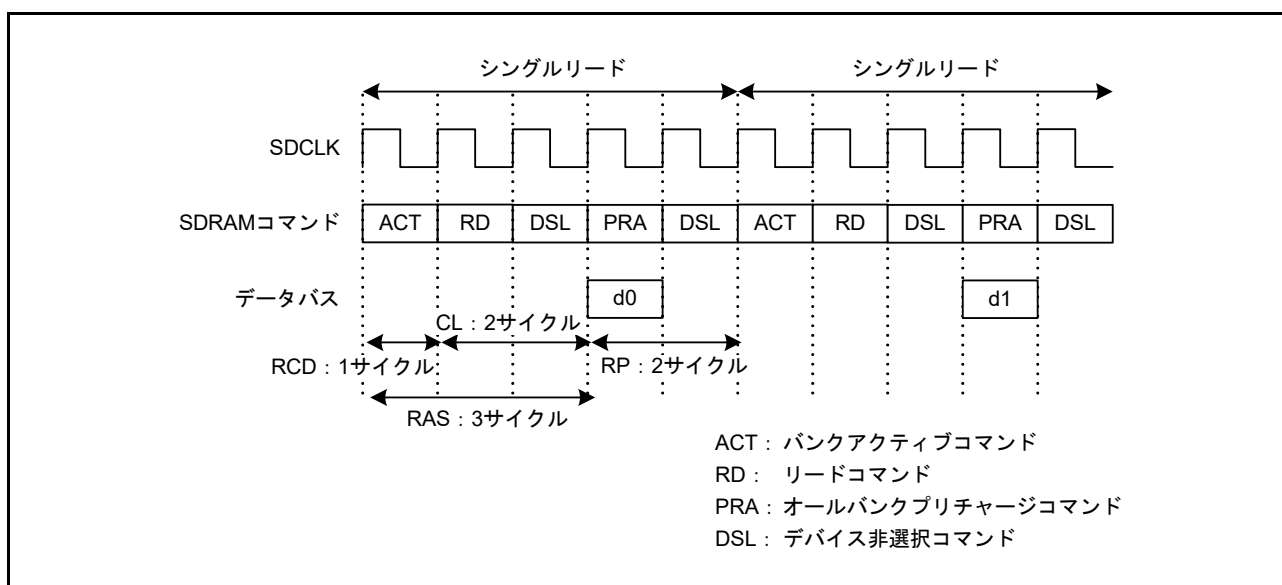 シングルリード シングルリード
SDCLK
SDRAMコマンド ACT RD DSL PRA DSL ACT RD DSL PRA DSL
データバス d0 d1
CL:2サイクル
RCD:1サイクル RP:2サイクル
RAS:3サイクル
ACT: バンクアクティブコマンド
RD: リードコマンド
PRA: オールバンクプリチャージコマンド
DSL: デバイス非選択コマンド